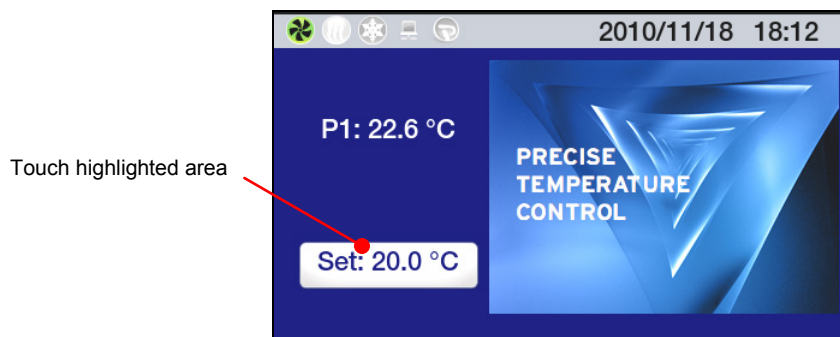 2010/11/18 18:12
P1: 22.6 °C
PRECISE
TEMPERATURE
CONTROL
Touch highlighted area
Set: 20.0 °C